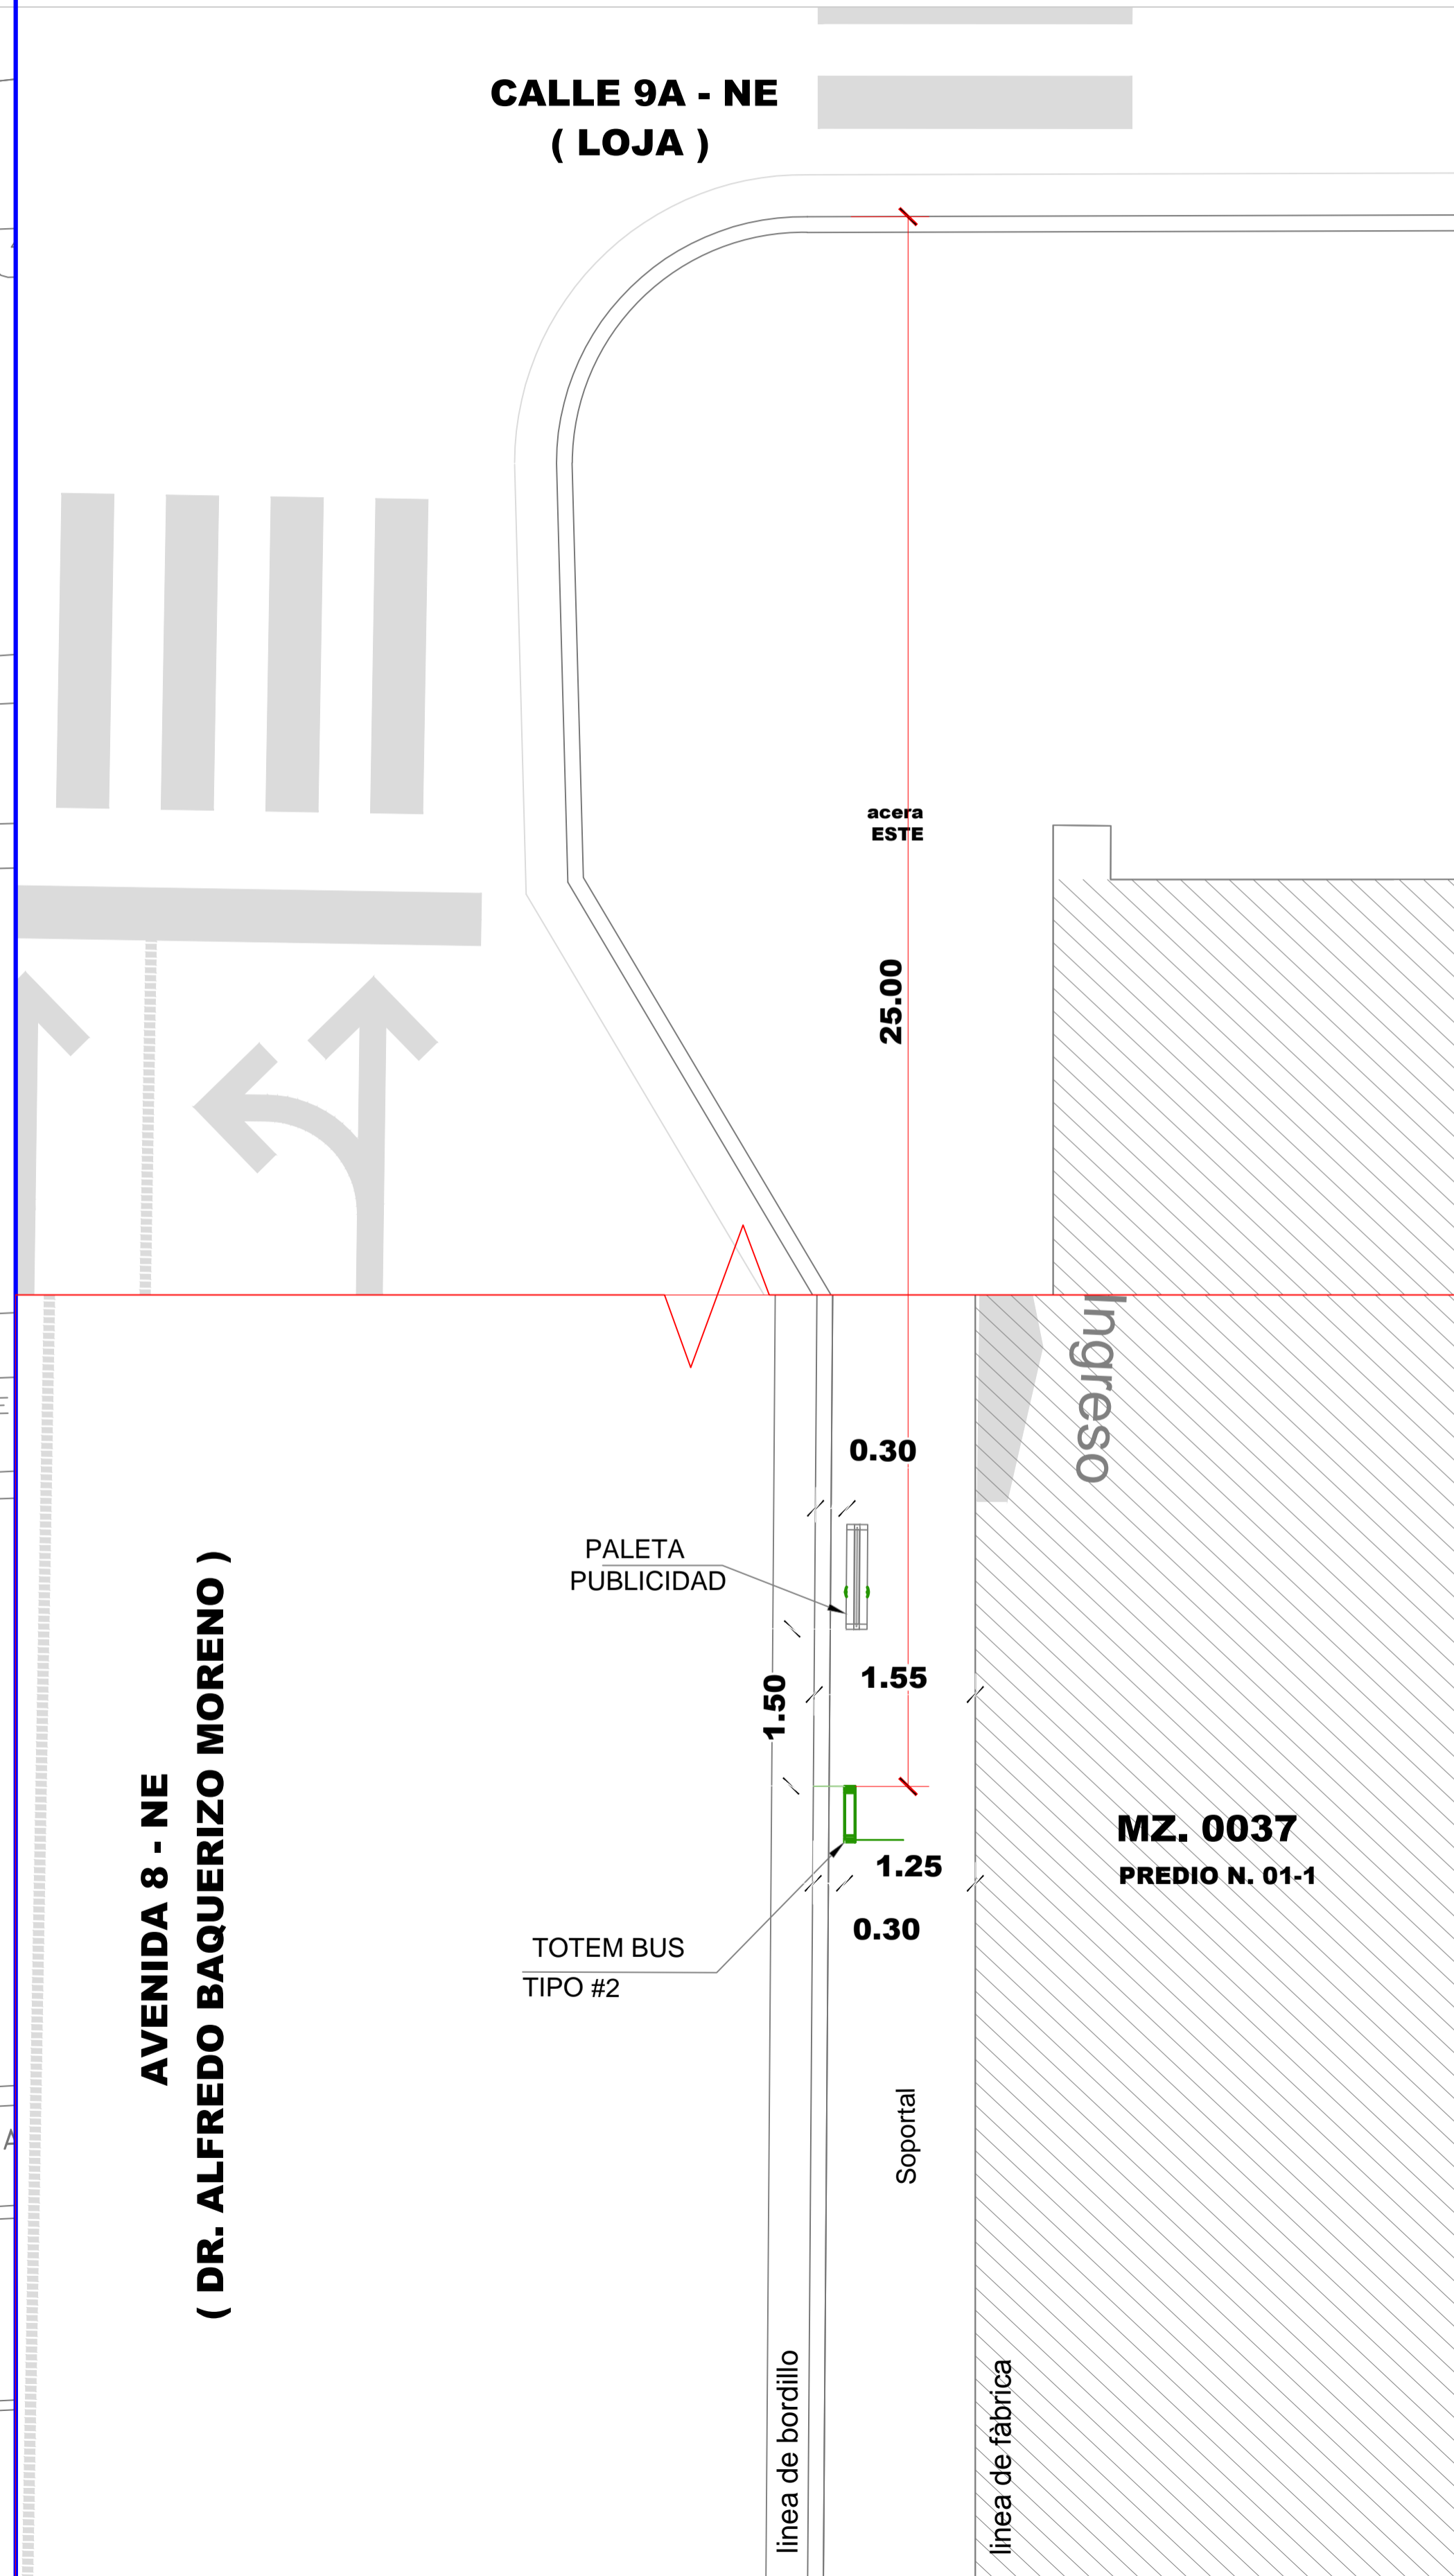 CALLE 9A - NE
( LOJA )
acera
ESTE
25.00
Ingreso
0.30
PALETA
PUBLICIDAD
1.55
1.50
AVENIDA 8 - NE
( DR. ALFREDO BAQUERIZO MORENO )
MZ. 0037
PREDIO N. 01-1
1.25
0.30
TOTEM BUS
TIPO #2
Soportal
linea de bordillo
linea de fàbrica